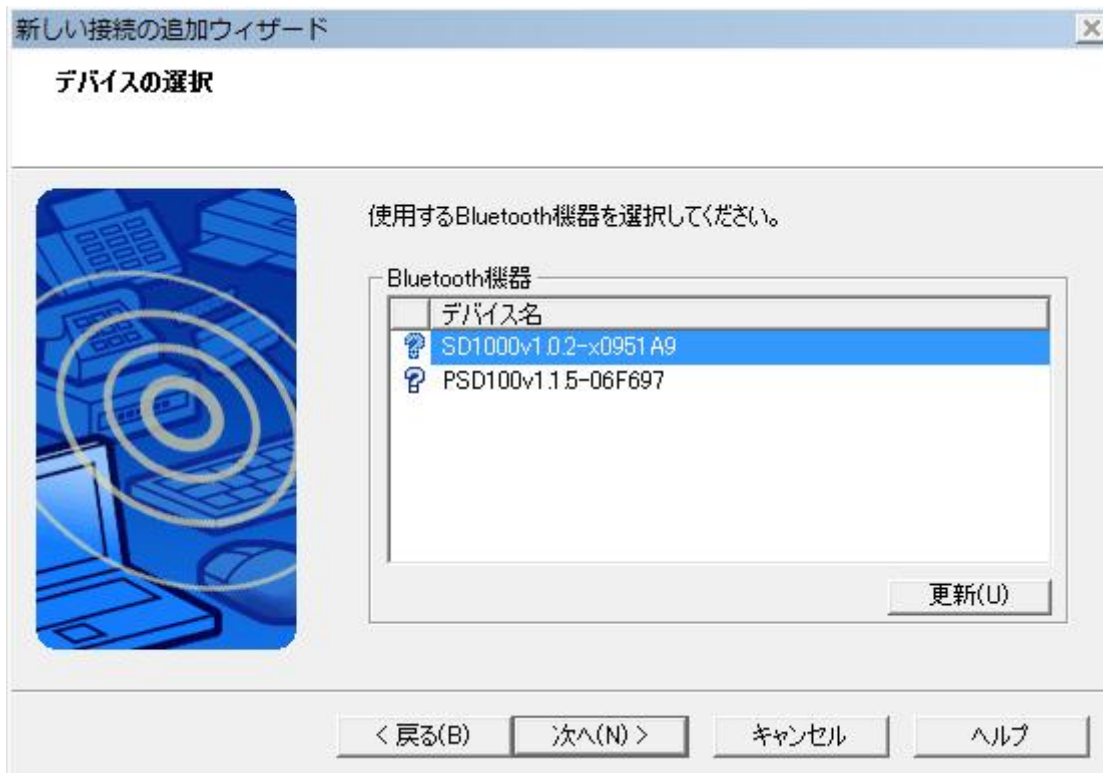 新しい接続の追加ウィザード
デバイスの選択
使用するBluetooth機器を選択してください。
Bluetooth機器
デバイス名
SD1000v1.0.2-x0951A9
PSD100v1.1.5-06F697
更新(U)
< 戻る(B) 次へ(N) > キャンセル ヘルプ